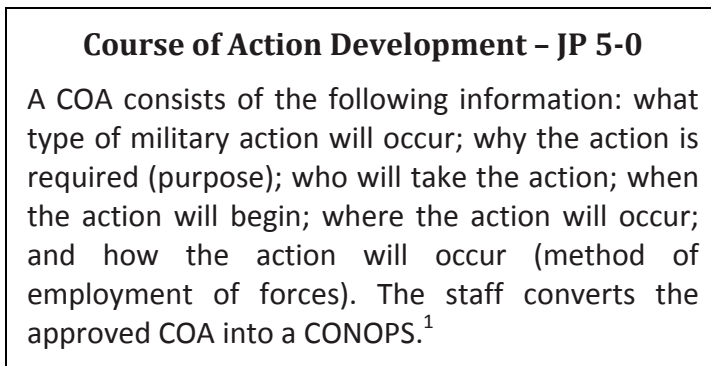 Course of Action Development – JP 5-0
A COA consists of the following information: what
type of military action will occur; why the action is
required (purpose); who will take the action; when
the action will begin; where the action will occur;
and how the action will occur (method of
employment of forces). The staff converts the
approved COA into a CONOPS.¹